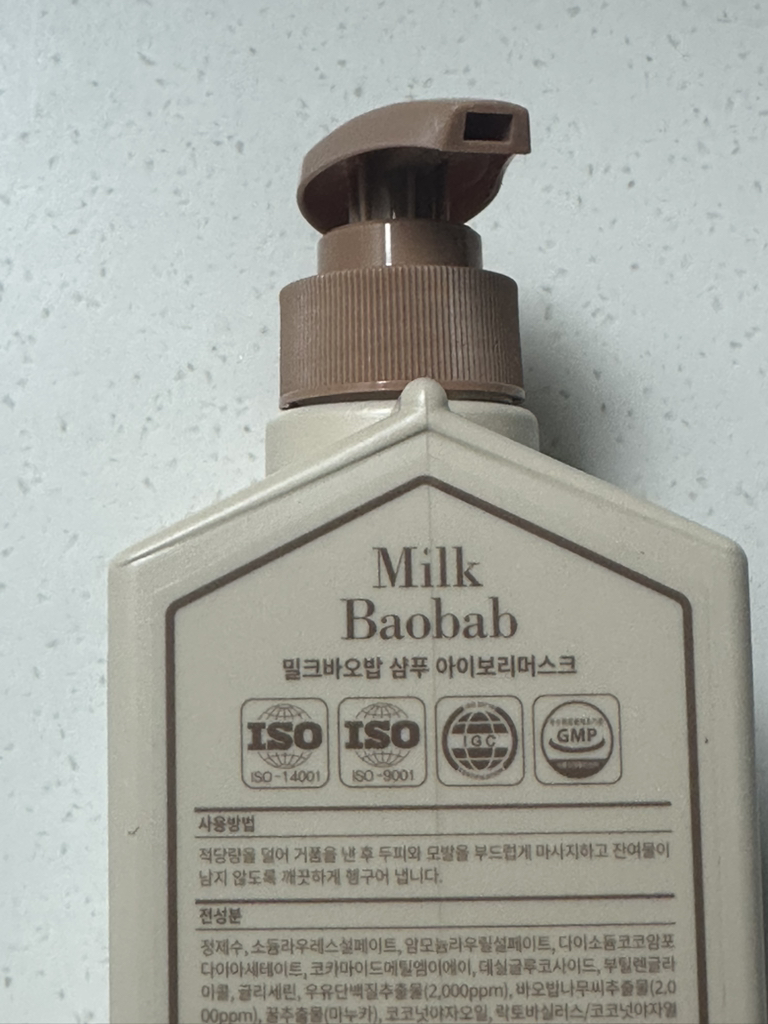 Milk
Baobab
밀크바오밥 샴푸 아이보리머스크
ISO ISO IGC GMP
ISO-14001 ISO-9001
사용방법
적당량을 덜어 거품을 낸 후 두피와 모발을 부드럽게 마사지하고 잔여물이
남지 않도록 깨끗하게 헹구어 냅니다.
전성분
정제수, 소듐라우레스설페이트, 암모늄라우릴설페이트, 다이소듐코코암포
다이아세테이트, 코카마이드메틸엠이에이, 데실글루코사이드, 부틸렌글라
이콜, 글리세린, 우유단백질추출물(2,000ppm), 바오밥나무씨추출물(2,0
00ppm), 꿀추출물(마누카), 코코넛야자오일, 락토바실러스/코코넛야자열